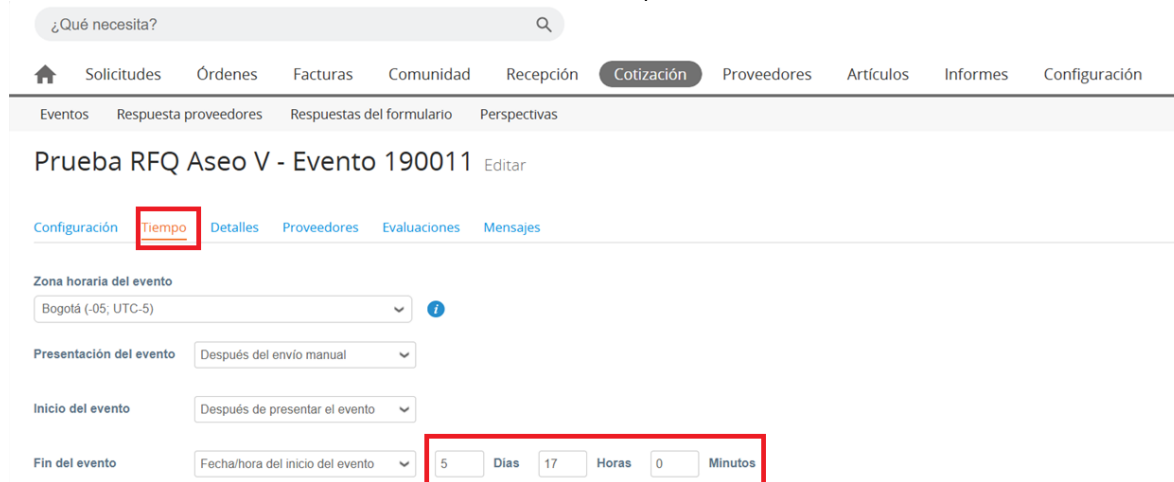 ¿Qué necesita?
Solicitudes Órdenes Facturas Comunidad Recepción Cotización Proveedores Artículos Informes Configuración
Eventos Respuesta proveedores Respuestas del formulario Perspectivas
Prueba RFQ Aseo V - Evento 190011 Editar
Configuración Tiempo Detalles Proveedores Evaluaciones Mensajes
Zona horaria del evento
Bogotá (-05; UTC-5)
Presentación del evento Después del envío manual
Inicio del evento Después de presentar el evento
Fin del evento Fecha/hora del inicio del evento 5 Días 17 Horas 0 Minutos